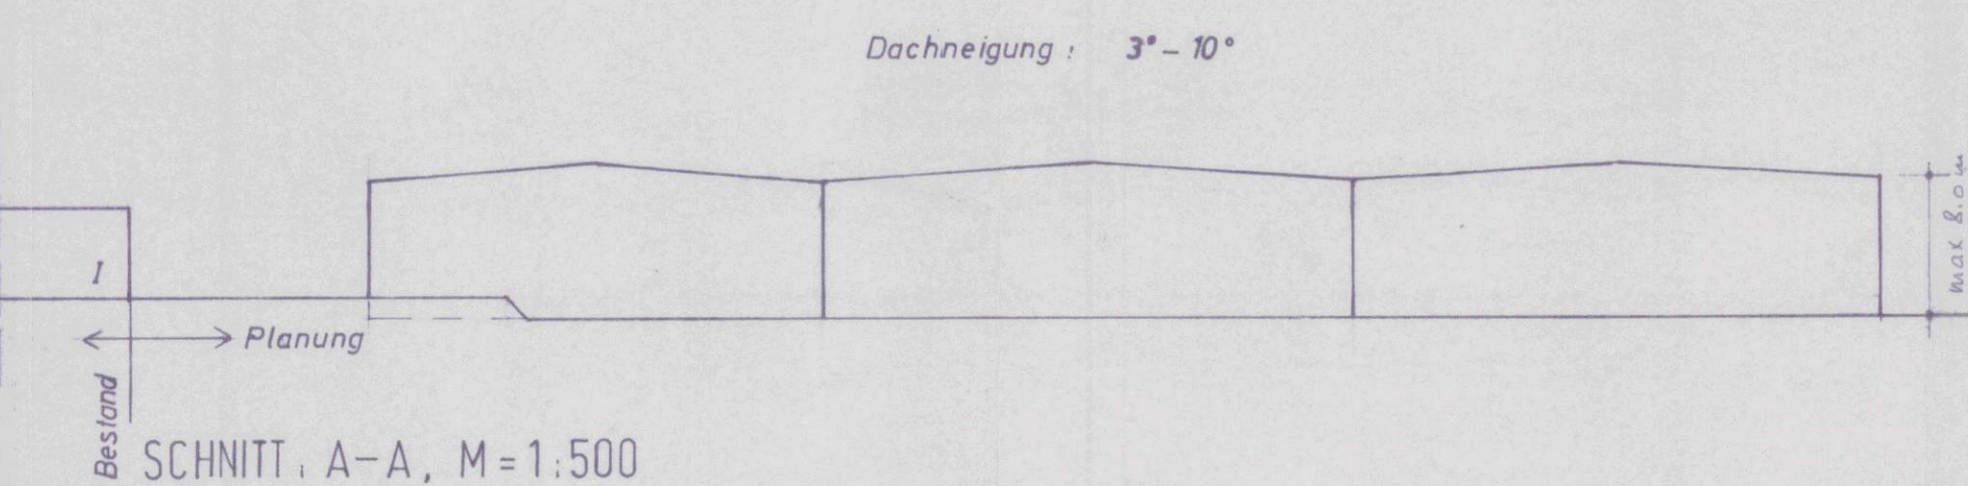 Dachneigung : 3° – 10°
max 8.0 m
I
Planung
Bestand
SCHNITT, A–A, M = 1:500